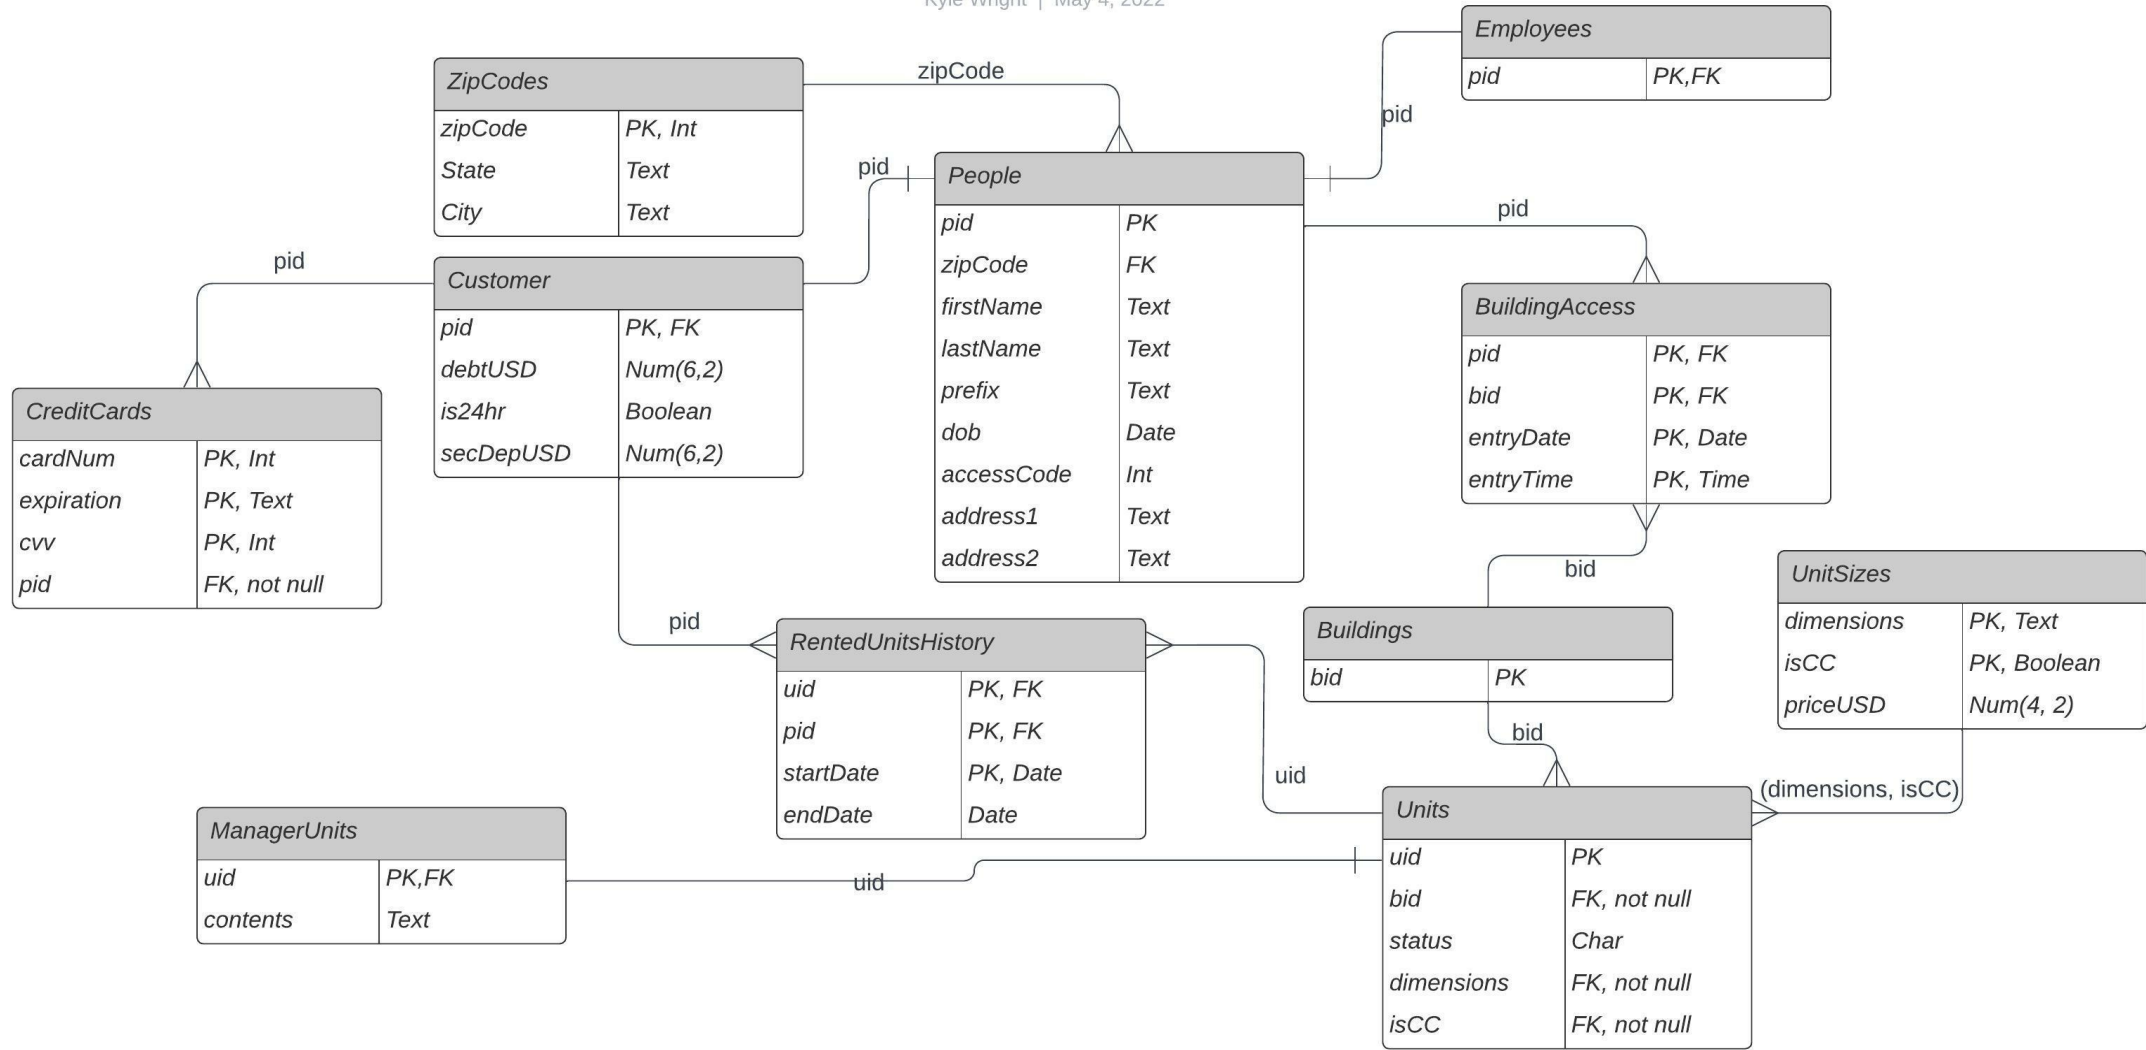 Kyle Wright | May 4, 2022
Employees
pid PK,FK
pid
ZipCodes
zipCode PK, Int
State Text
City Text
zipCode
pid
People
pid PK
zipCode FK
firstName Text
lastName Text
prefix Text
dob Date
accessCode Int
address1 Text
address2 Text
pid
BuildingAccess
pid PK, FK
bid PK, FK
entryDate PK, Date
entryTime PK, Time
pid
Customer
pid PK, FK
debtUSD Num(6,2)
is24hr Boolean
secDepUSD Num(6,2)
CreditCards
cardNum PK, Int
expiration PK, Text
cvv PK, Int
pid FK, not null
pid
RentedUnitsHistory
uid PK, FK
pid PK, FK
startDate PK, Date
endDate Date
bid
Buildings
bid PK
bid
UnitSizes
dimensions PK, Text
isCC PK, Boolean
priceUSD Num(4, 2)
(dimensions, isCC)
uid
Units
uid PK
bid FK, not null
status Char
dimensions FK, not null
isCC FK, not null
ManagerUnits
uid PK,FK
contents Text
uid